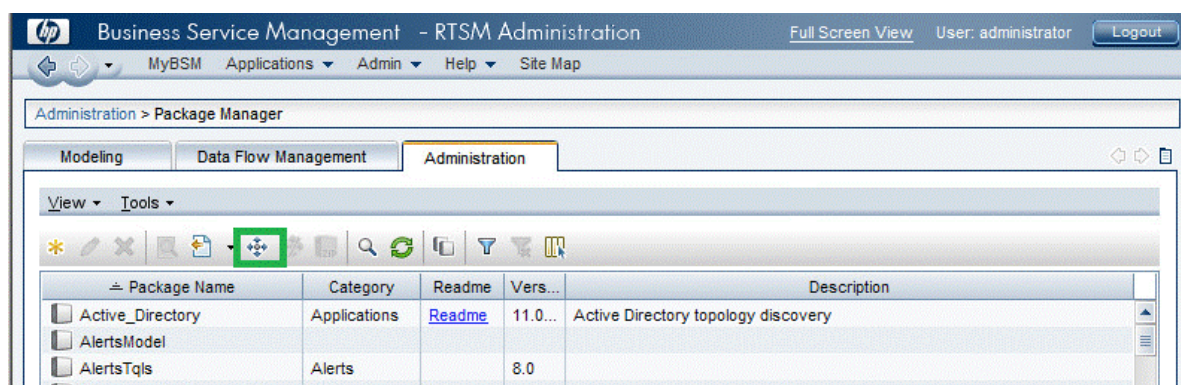 hp Business Service Management - RTSM Administration Full Screen View User: administrator Logout
MyBSM Applications Admin Help Site Map
Administration > Package Manager
Modeling Data Flow Management Administration
View Tools
Package Name Category Readme Vers... Description
Active_Directory Applications Readme 11.0... Active Directory topology discovery
AlertsModel
AlertsTqls Alerts 8.0